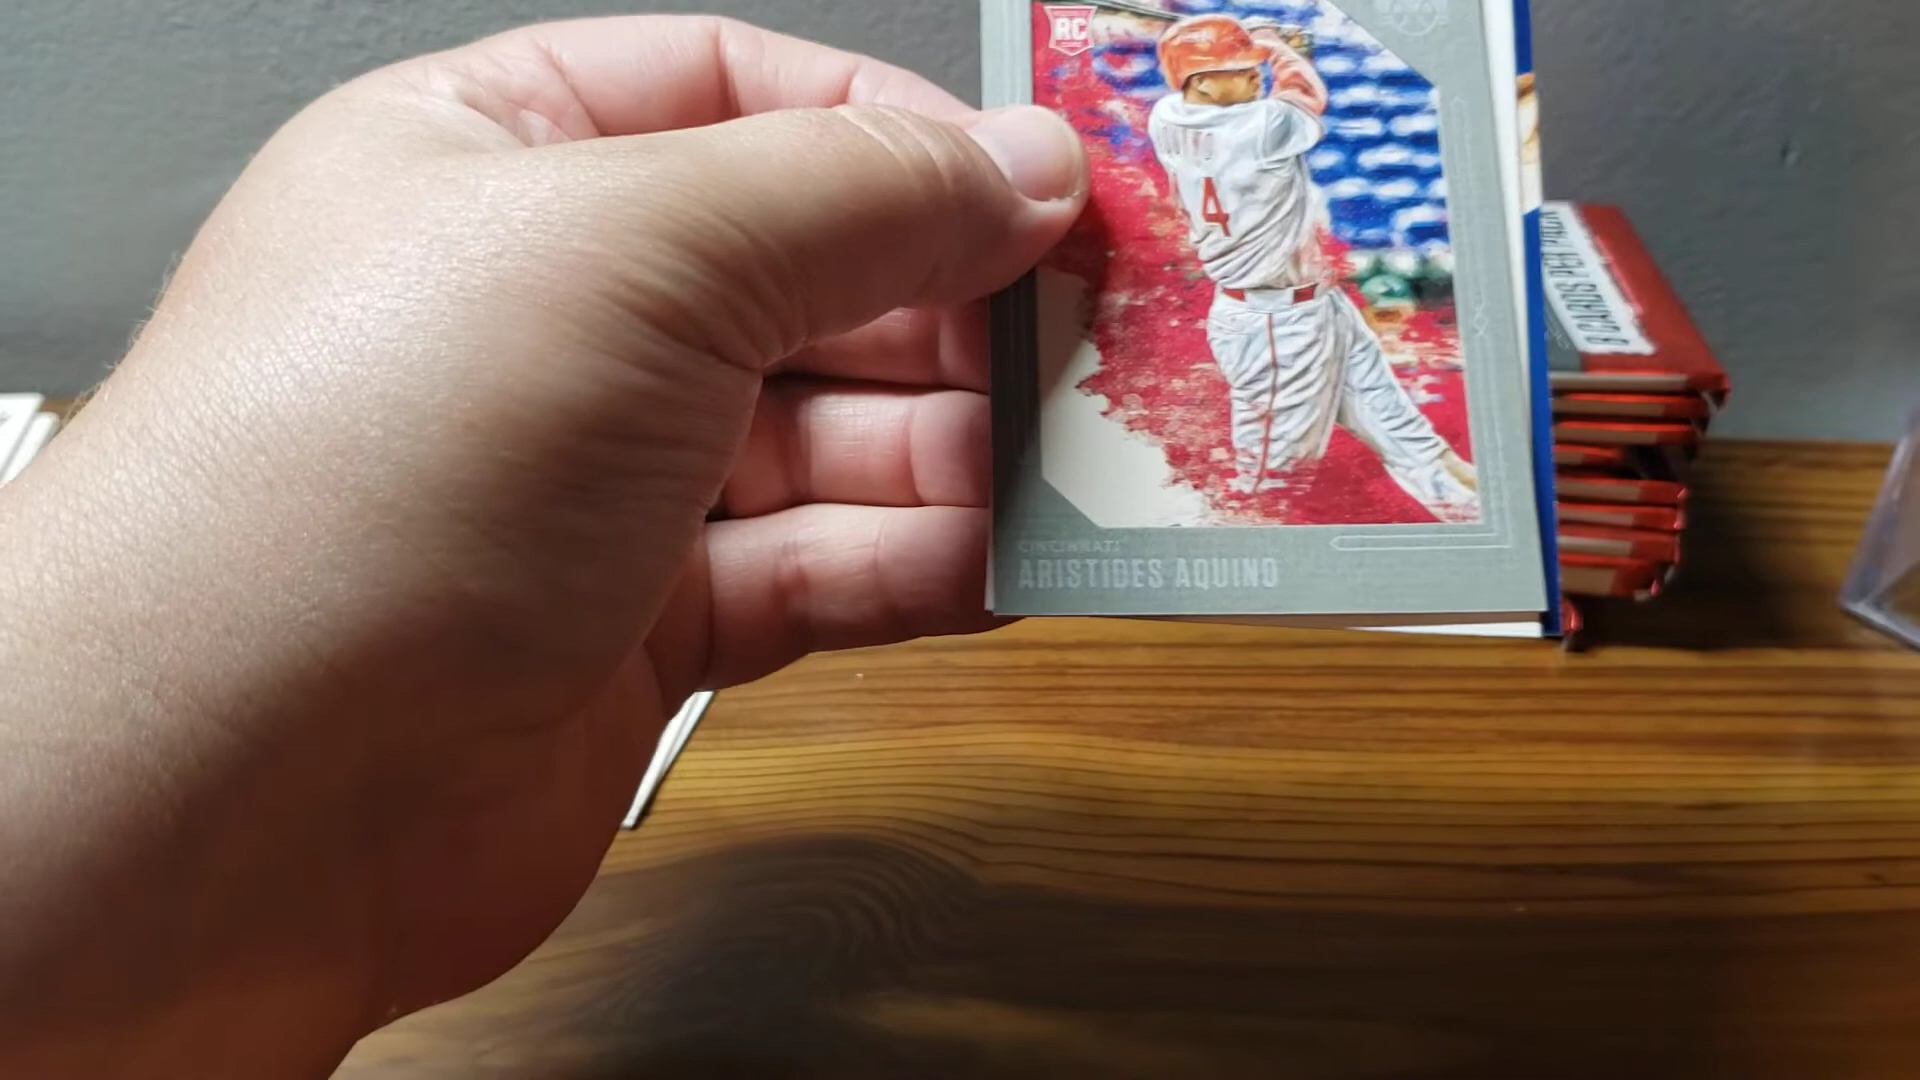 RC
4
8 CARDS PER PACK
CINCINNATI
ARISTIDES AQUINO